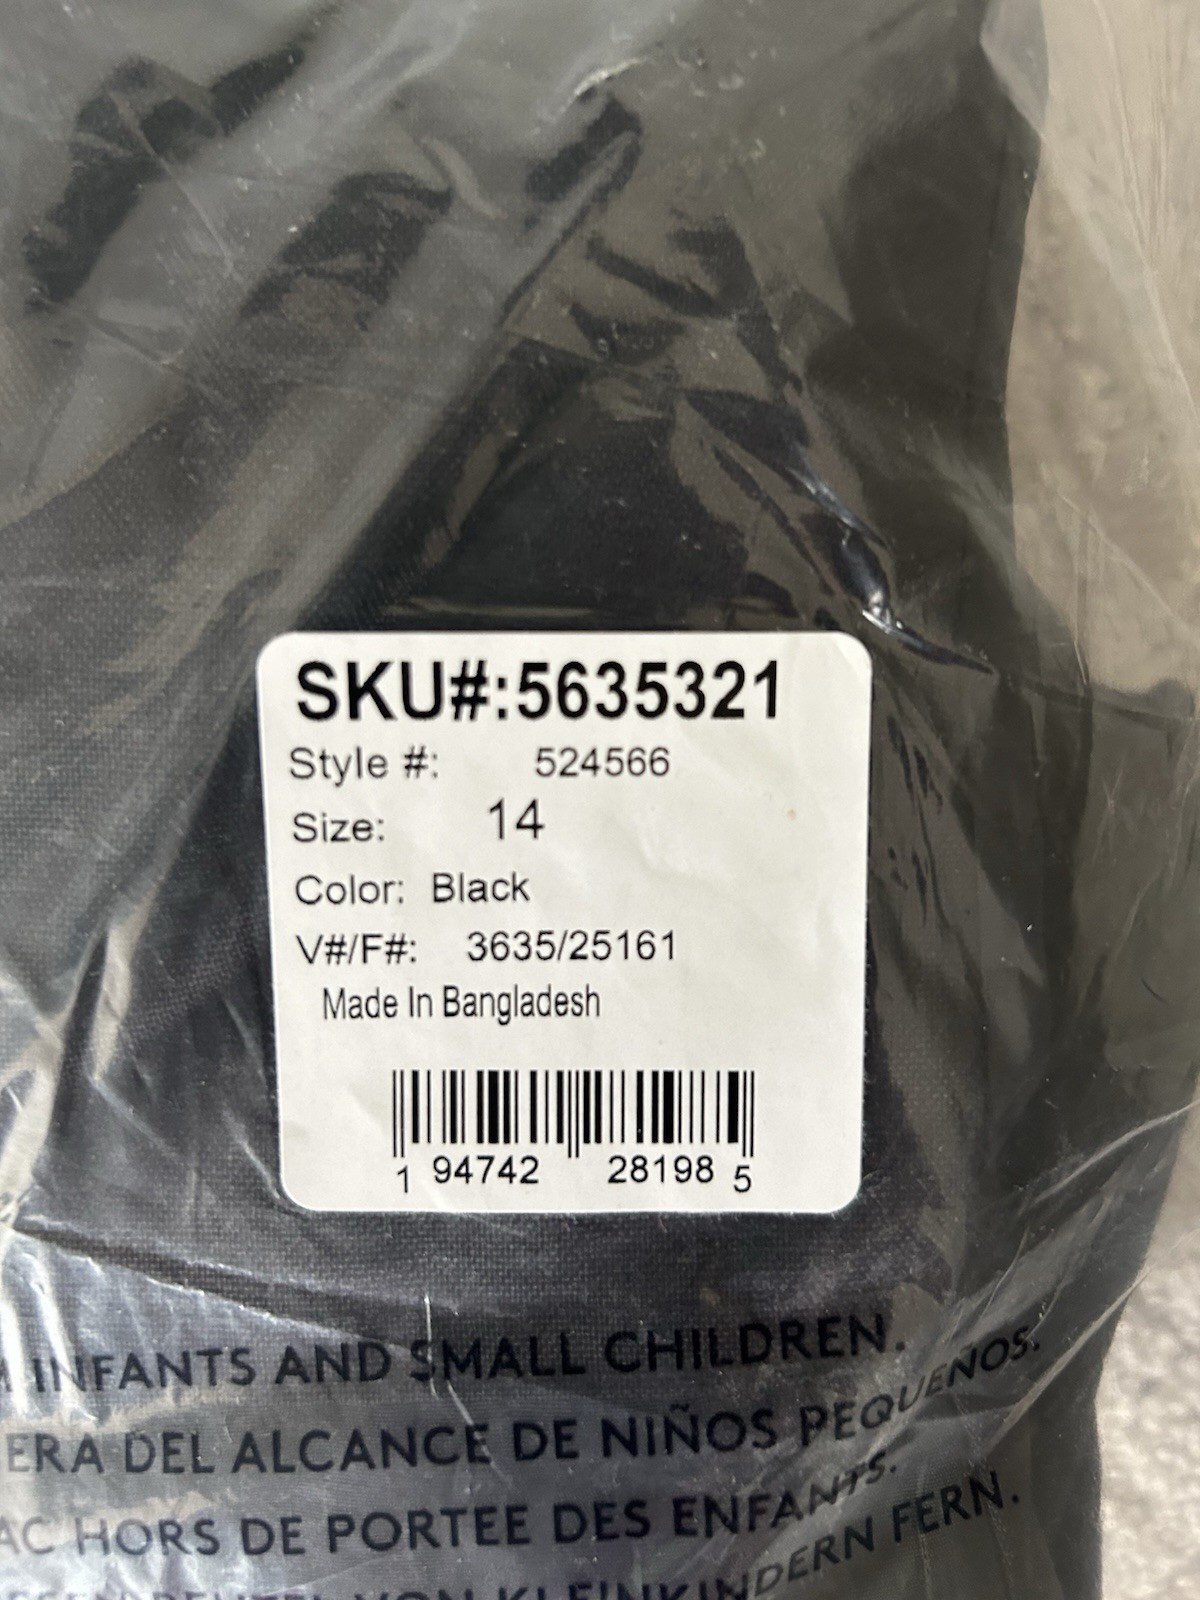 SKU#:5635321
Style #: 524566
Size: 14
Color: Black
V#/F#: 3635/25161
Made In Bangladesh
1 94742 28198 5
INFANTS AND SMALL CHILDREN.
ERA DEL ALCANCE DE NIÑOS PEQUEÑOS.
AC HORS DE PORTEE DES ENFANTS.
VON KLEINKINDERN FERN.